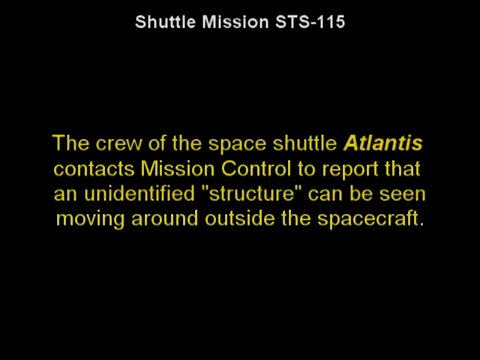 Shuttle Mission STS-115
The crew of the space shuttle Atlantis
contacts Mission Control to report that
an unidentified "structure" can be seen
moving around outside the spacecraft.